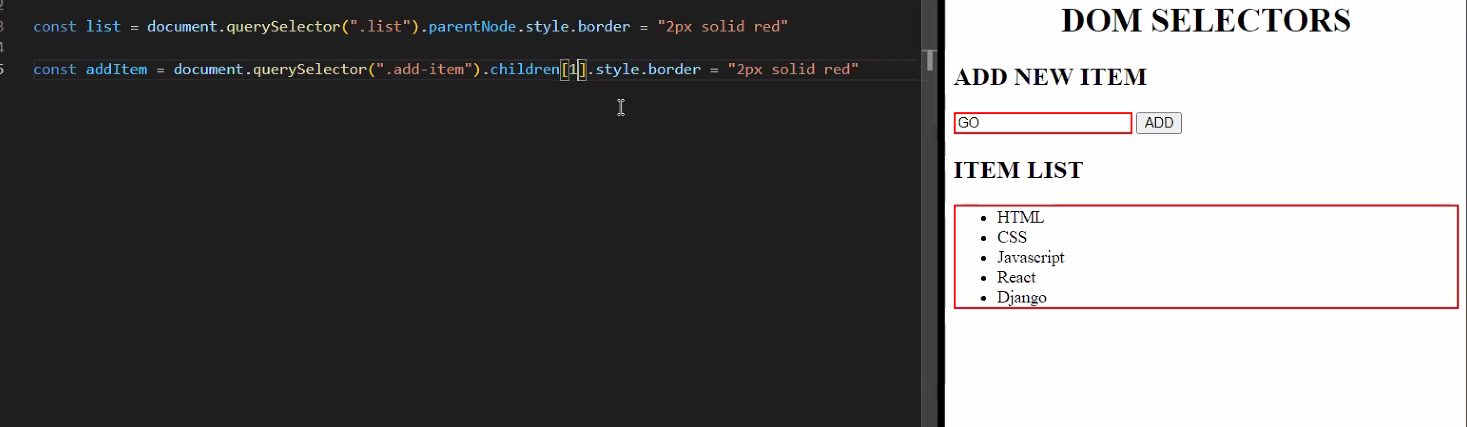 3 const list = document.querySelector(".list").parentNode.style.border = "2px solid red"
4
5 const addItem = document.querySelector(".add-item").children[1].style.border = "2px solid red"
DOM SELECTORS
ADD NEW ITEM
GO ADD
ITEM LIST
• HTML
• CSS
• Javascript
• React
• Django